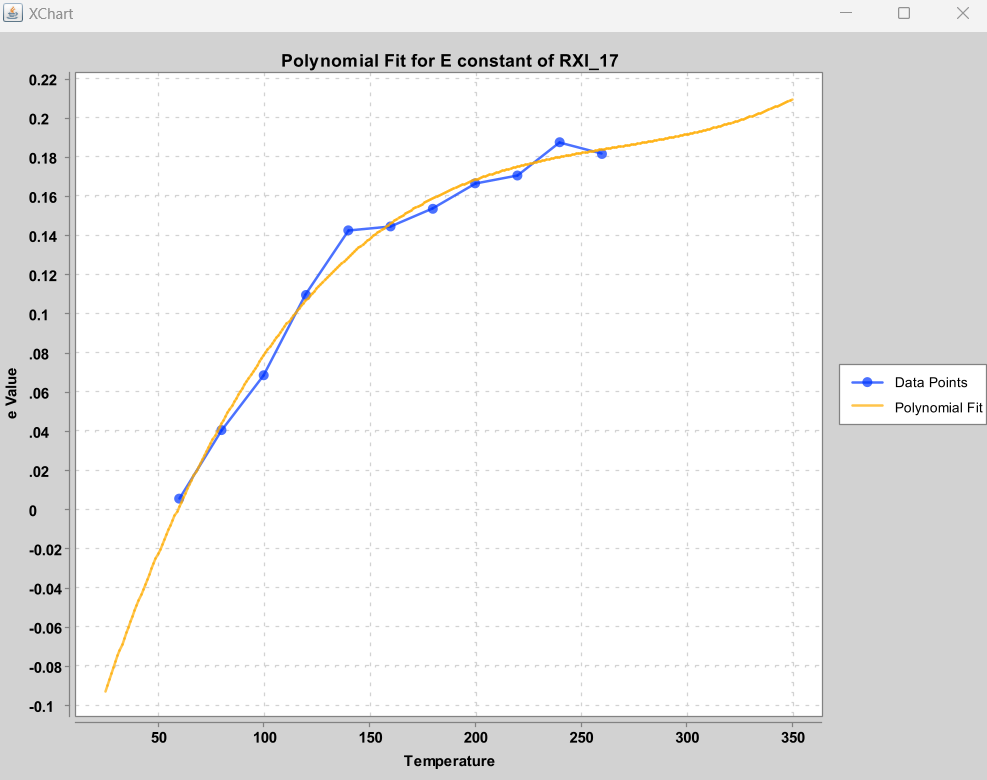 XChart
Polynomial Fit for E constant of RXI_17
0.22
0.2
0.18
0.16
0.14
0.12
0.1
.08
.06
.04
.02
0
-0.02
-0.04
-0.06
-0.08
-0.1
e Value
50 100 150 200 250 300 350
Temperature
Data Points
Polynomial Fit